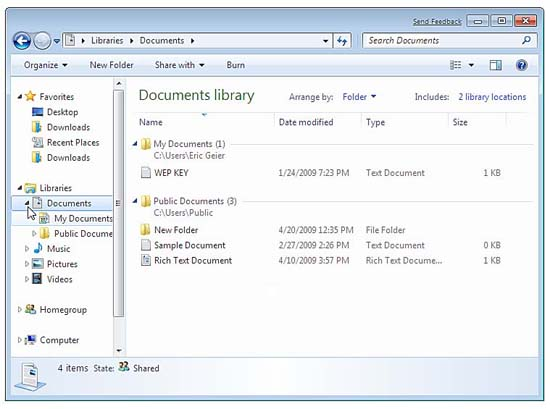 Send Feedback
Libraries Documents
Search Documents
Organize New Folder Share with Burn
Favorites
Desktop
Downloads
Recent Places
Downloads
Libraries
Documents
My Documents
Public Docume
Music
Pictures
Videos
Homegroup
Computer
Documents library
Arrange by: Folder Includes: 2 library locations
Name Date modified Type Size
My Documents (1)
C:\Users\Eric Geier
WEP KEY 1/24/2009 7:23 PM Text Document 1 KB
Public Documents (3)
C:\Users\Public
New Folder 4/20/2009 12:35 PM File Folder
Sample Document 2/27/2009 2:26 PM Text Document 0 KB
Rich Text Document 4/10/2009 3:57 PM Rich Text Docume... 1 KB
4 items State: Shared